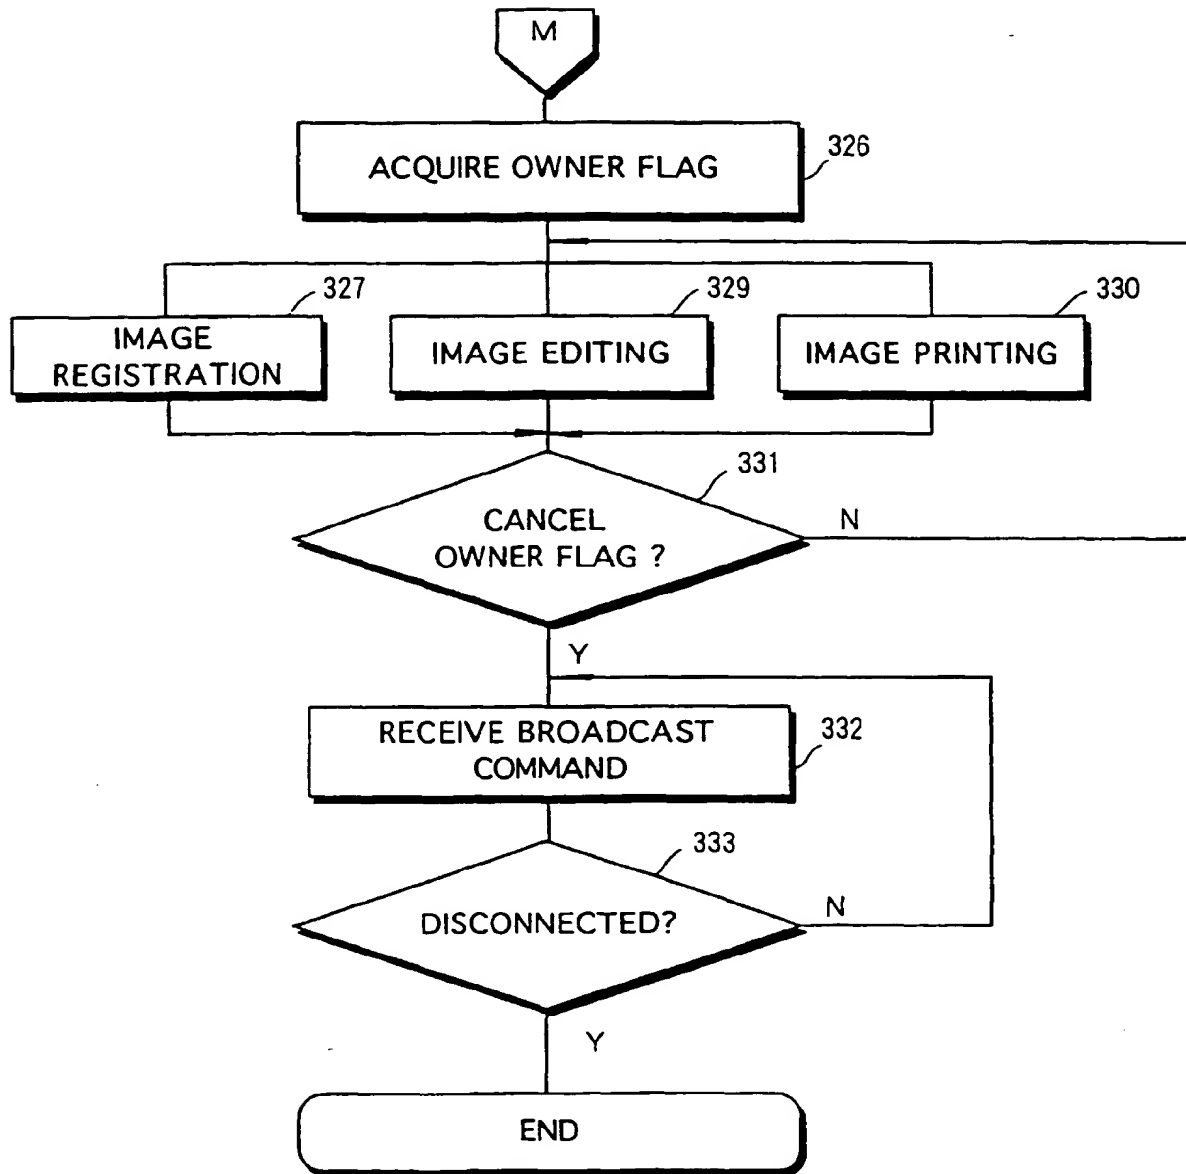 M
ACQUIRE OWNER FLAG
326
327
329
330
IMAGE
REGISTRATION
IMAGE EDITING
IMAGE PRINTING
331
CANCEL
OWNER FLAG ?
N
Y
RECEIVE BROADCAST
COMMAND
332
333
DISCONNECTED?
N
Y
END